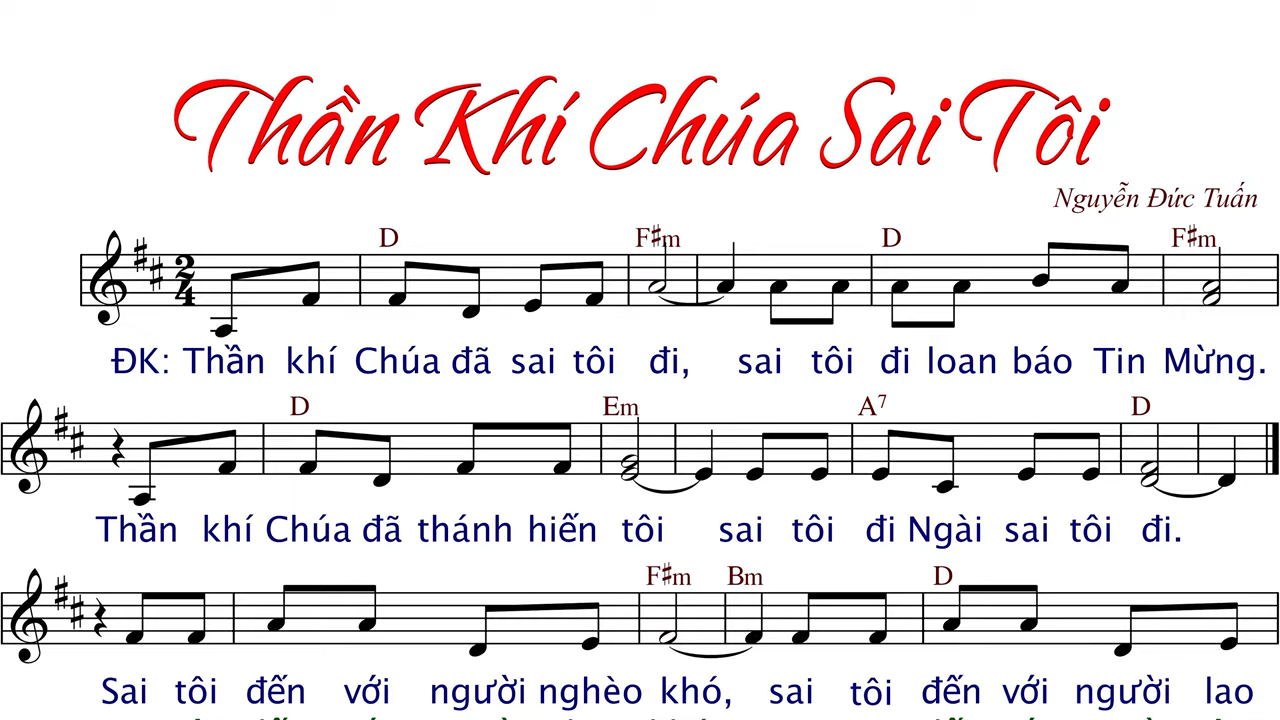 Thần Khí Chúa Sai Tôi
Nguyễn Đức Tuấn
D F♯m D F♯m
ĐK: Thần khí Chúa đã sai tôi đi, sai tôi đi loan báo Tin Mừng.
D Em A7 D
Thần khí Chúa đã thánh hiến tôi sai tôi đi Ngài sai tôi đi.
F♯m Bm D
Sai tôi đến với người nghèo khó, sai tôi đến với người lao